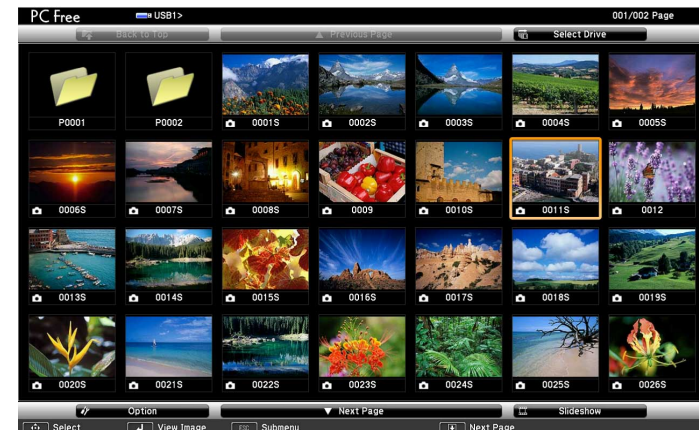 PC Free USB1> 001/002 Page
Back to Top Previous Page Select Drive
P0001 P0002 0001S 0002S 0003S 0004S 0005S
0006S 0007S 0008S 0009 0010S 0011S 0012
0013S 0014S 0015S 0016S 0017S 0018S 0019S
0020S 0021S 0022S 0023S 0024S 0025S 0026S
Option Next Page Slideshow
Select View Image ESC Submenu Next Page